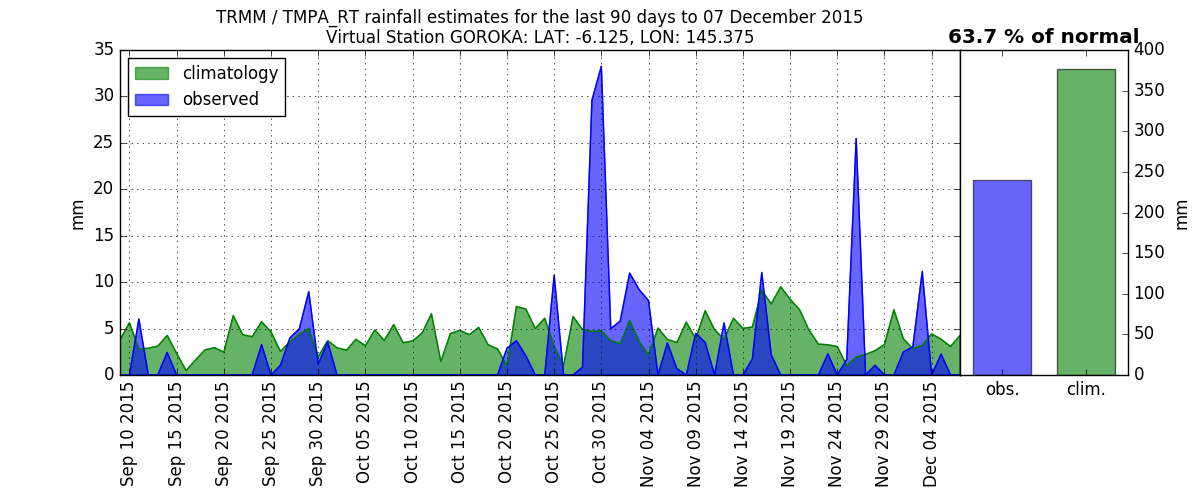 TRMM / TMPA_RT rainfall estimates for the last 90 days to 07 December 2015
Virtual Station GOROKA: LAT: -6.125, LON: 145.375
63.7 % of normal
climatology
observed
mm
35
30
25
20
15
10
5
0
Sep 10 2015
Sep 15 2015
Sep 20 2015
Sep 25 2015
Sep 30 2015
Oct 05 2015
Oct 10 2015
Oct 15 2015
Oct 20 2015
Oct 25 2015
Oct 30 2015
Nov 04 2015
Nov 09 2015
Nov 14 2015
Nov 19 2015
Nov 24 2015
Nov 29 2015
Dec 04 2015
obs.
clim.
400
350
300
250
200
150
100
50
0
mm